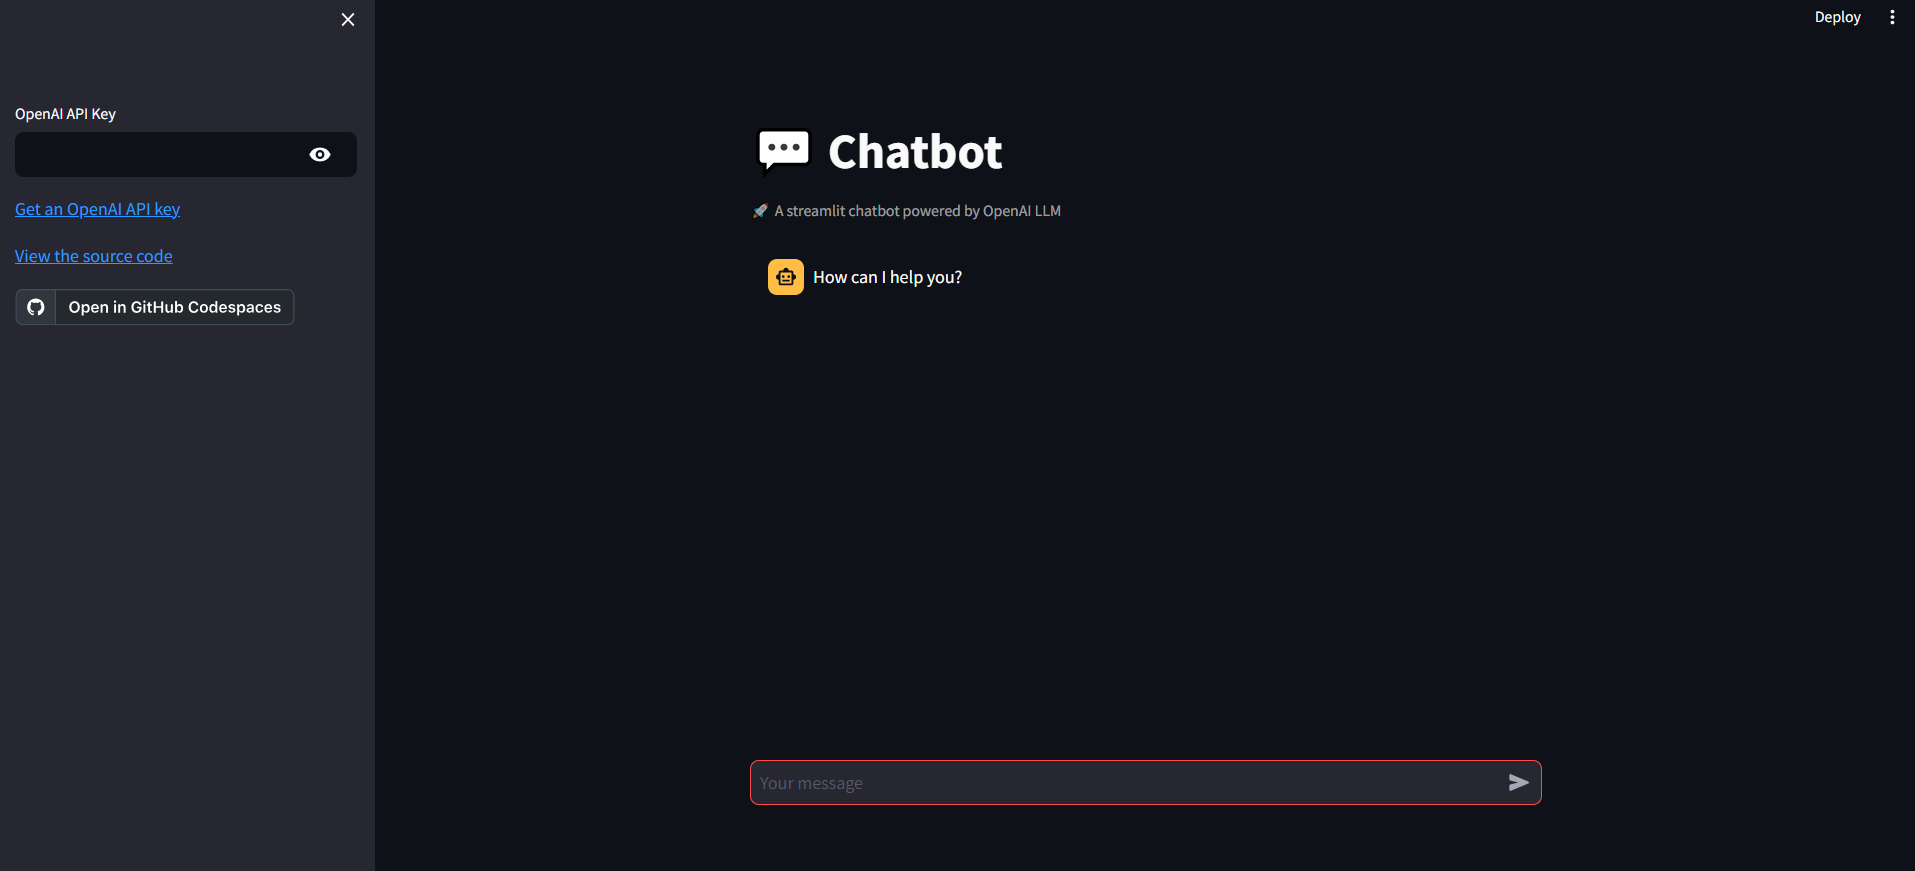 Deploy
OpenAI API Key
Get an OpenAI API key
View the source code
Open in GitHub Codespaces
Chatbot
A streamlit chatbot powered by OpenAI LLM
How can I help you?
Your message